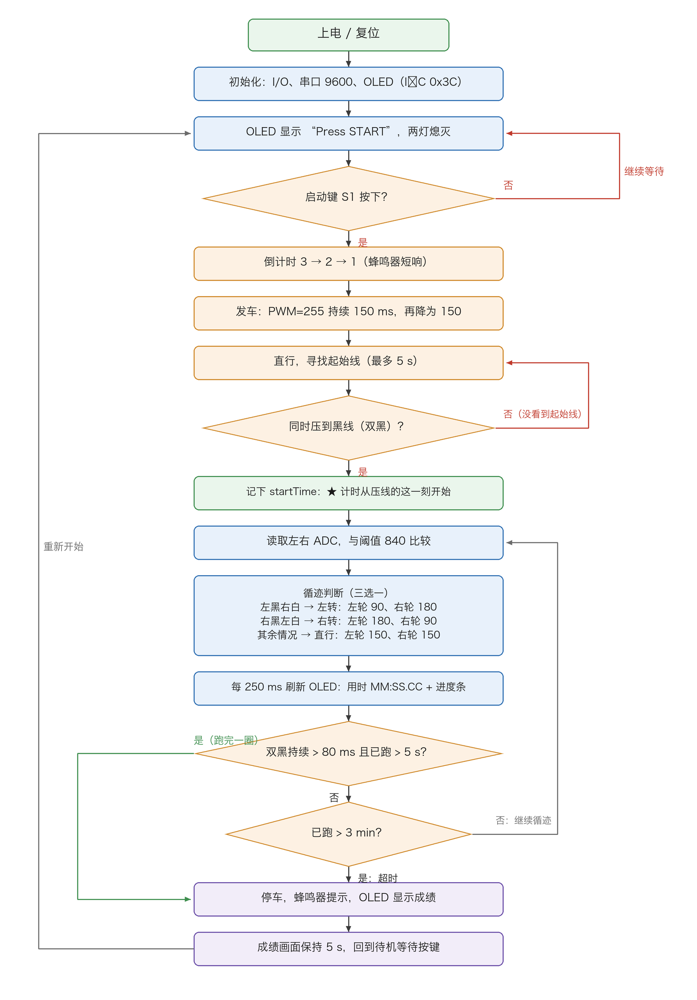 上电 / 复位
初始化：I/O、串口 9600、OLED（I�C 0x3C）
OLED 显示 “Press START”，两灯熄灭
继续等待
否
启动键 S1 按下？
是
倒计时 3 → 2 → 1（蜂鸣器短响）
发车：PWM=255 持续 150 ms，再降为 150
直行，寻找起始线（最多 5 s）
否（没看到起始线）
同时压到黑线（双黑）？
是
记下 startTime：★ 计时从压线的这一刻开始
读取左右 ADC，与阈值 840 比较
重新开始
循迹判断（三选一）
左黑右白 → 左转：左轮 90、右轮 180
右黑左白 → 右转：左轮 180、右轮 90
其余情况 → 直行：左轮 150、右轮 150
每 250 ms 刷新 OLED：用时 MM:SS.CC + 进度条
是（跑完一圈）
双黑持续 > 80 ms 且已跑 > 5 s？
否
否：继续循迹
已跑 > 3 min？
是：超时
停车，蜂鸣器提示，OLED 显示成绩
成绩画面保持 5 s，回到待机等待按键